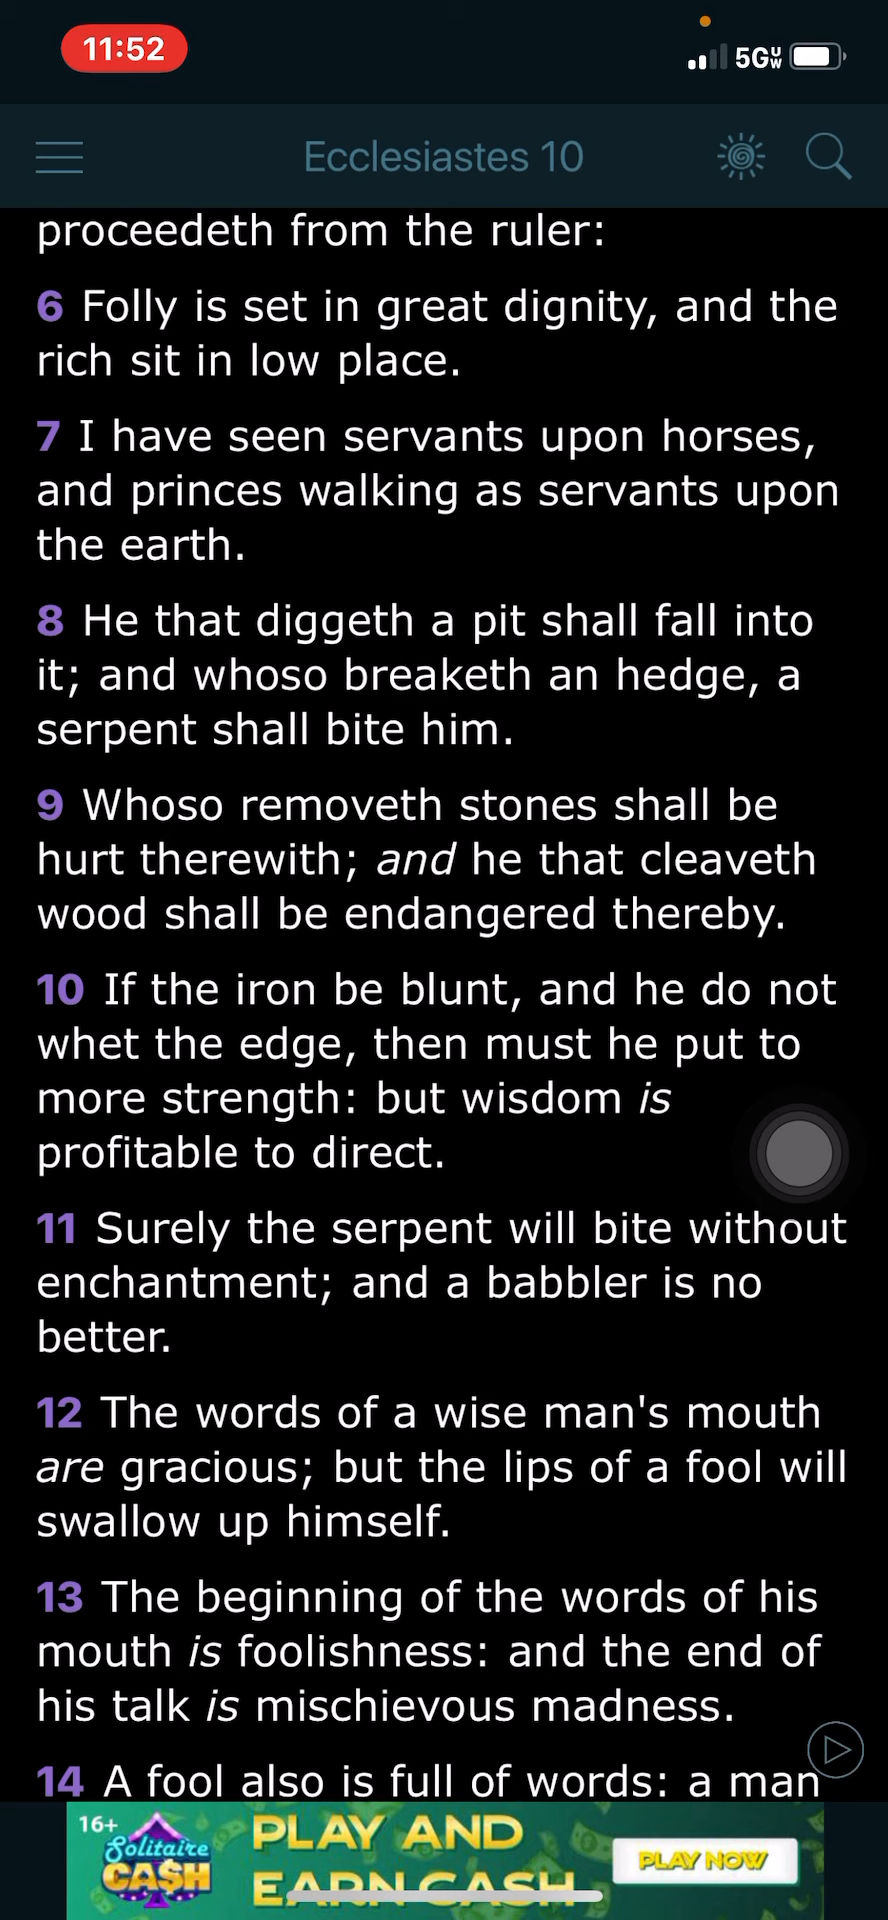 11:52
5GUW
Ecclesiastes 10
proceedeth from the ruler:
6 Folly is set in great dignity, and the
rich sit in low place.
7 I have seen servants upon horses,
and princes walking as servants upon
the earth.
8 He that diggeth a pit shall fall into
it; and whoso breaketh an hedge, a
serpent shall bite him.
9 Whoso removeth stones shall be
hurt therewith; and he that cleaveth
wood shall be endangered thereby.
10 If the iron be blunt, and he do not
whet the edge, then must he put to
more strength: but wisdom is
profitable to direct.
11 Surely the serpent will bite without
enchantment; and a babbler is no
better.
12 The words of a wise man's mouth
are gracious; but the lips of a fool will
swallow up himself.
13 The beginning of the words of his
mouth is foolishness: and the end of
his talk is mischievous madness.
14 A fool also is full of words: a man
16+
Solitaire
CA$H
PLAY AND
EARN CASH
PLAY NOW